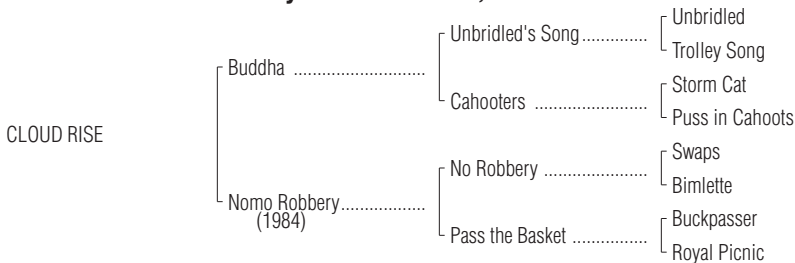 Unbridled
Unbridled's Song..............
Trolley Song
Buddha ............................
Storm Cat
Cahooters ........................
Puss in Cahoots
CLOUD RISE
Swaps
No Robbery ......................
Bimlette
Nomo Robbery..................
(1984)
Buckpasser
Pass the Basket ................
Royal Picnic